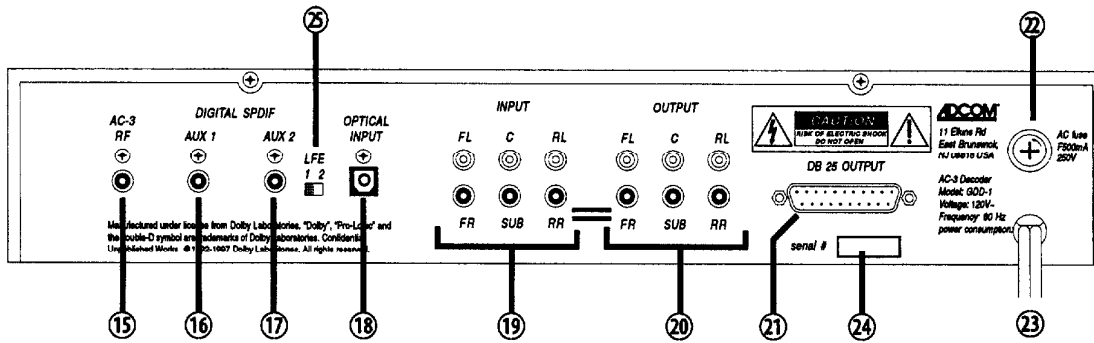 25
22
AC-3
RF
DIGITAL SPDIF
AUX 1
AUX 2
LFE
1 2
OPTICAL
INPUT
INPUT
FL C RL
FR SUB RR
OUTPUT
FL C RL
FR SUB RR
CAUTION
RISK OF ELECTRIC SHOCK
DO NOT OPEN
DB 25 OUTPUT
serial #
ADCOM
11 Elkins Rd
East Brunswick,
NJ 08816 USA
AC-3 Decoder
Model: GDD-1
Voltage: 120V~
Frequency 60 Hz
power consumption:
AC fuse
F500mA
250V
Manufactured under license from Dolby Laboratories. "Dolby", "Pro-Logic" and
the double-D symbol are trademarks of Dolby Laboratories. Confidential
Unpublished Works © 1992-1997 Dolby Laboratories. All rights reserved.
15
16
17
18
19
20
21
24
23